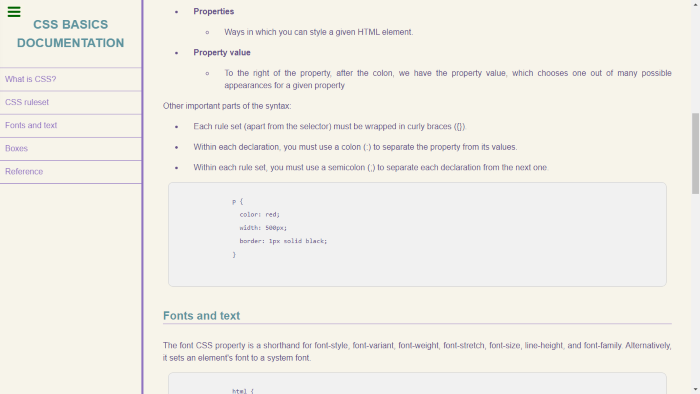 CSS BASICS
DOCUMENTATION
What is CSS?
CSS ruleset
Fonts and text
Boxes
Reference
Properties
Ways in which you can style a given HTML element.
Property value
To the right of the property, after the colon, we have the property value, which chooses one out of many possible
appearances for a given property
Other important parts of the syntax:
Each rule set (apart from the selector) must be wrapped in curly braces ({}).
Within each declaration, you must use a colon (:) to separate the property from its values.
Within each rule set, you must use a semicolon (;) to separate each declaration from the next one.
p {
color: red;
width: 500px;
border: 1px solid black;
}
Fonts and text
The font CSS property is a shorthand for font-style, font-variant, font-weight, font-stretch, font-size, line-height, and font-family. Alternatively,
it sets an element's font to a system font.
html {